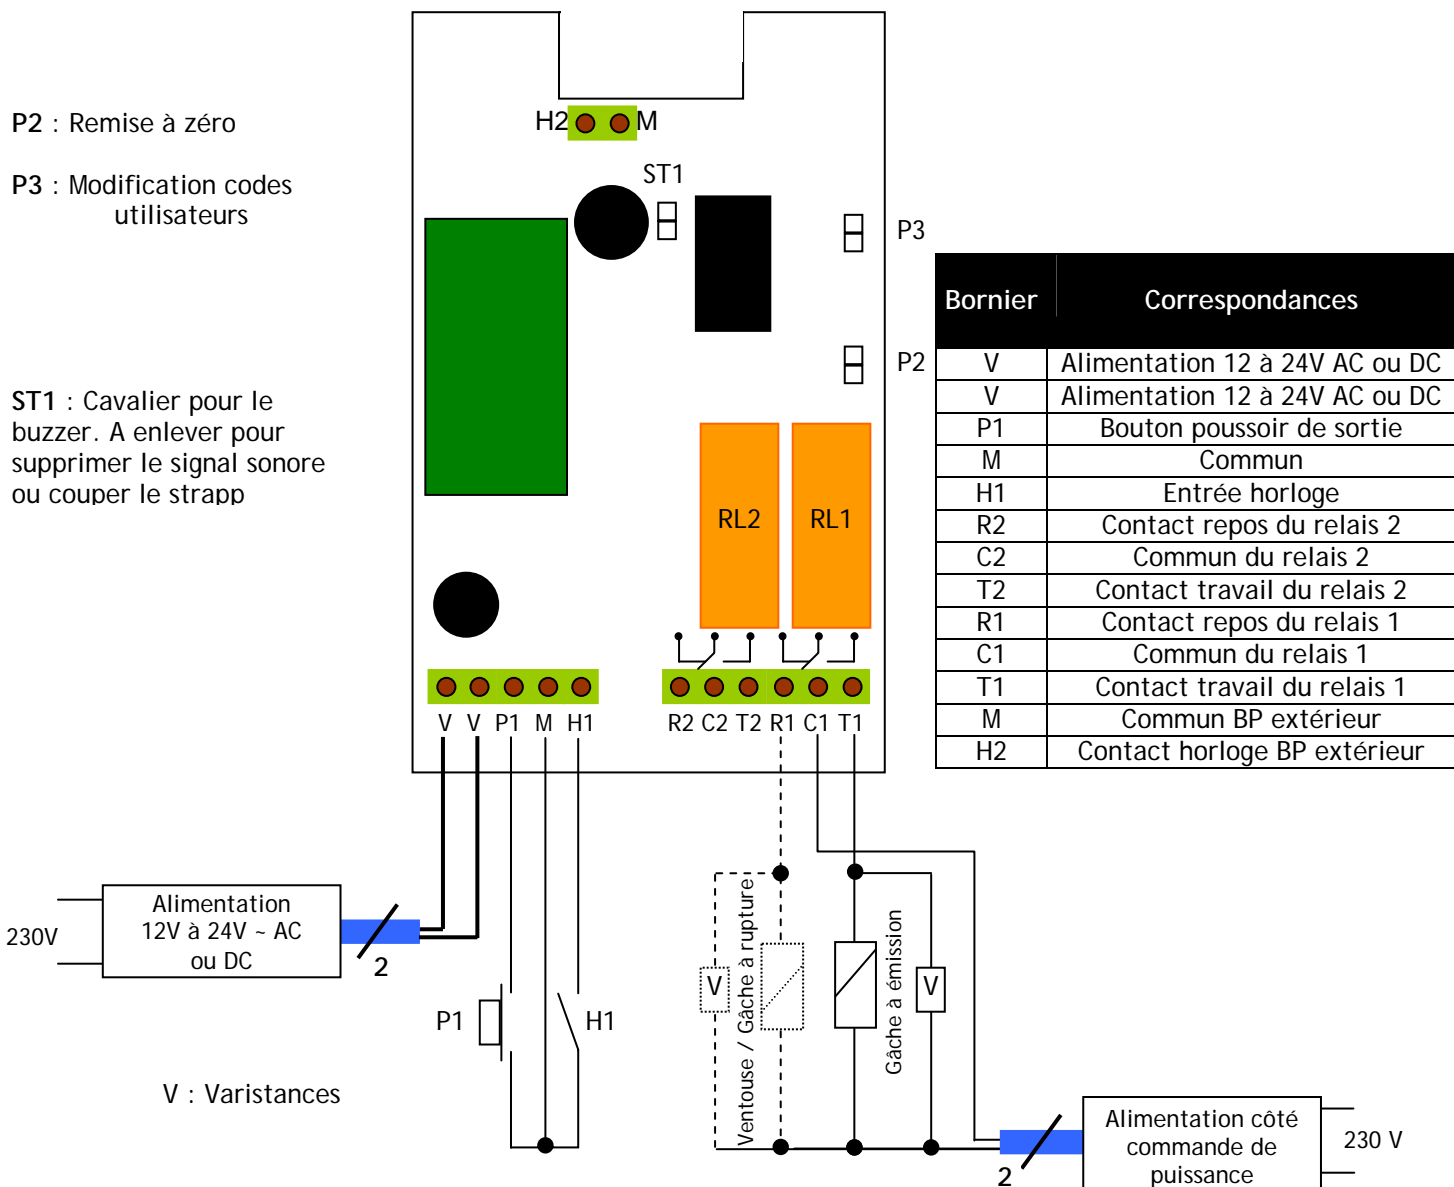 H2 M
P2 : Remise à zéro
ST1
P3 : Modification codes
utilisateurs
P3
P2
ST1 : Cavalier pour le
buzzer. A enlever pour
supprimer le signal sonore
ou couper le strapp
RL2 RL1
Bornier Correspondances
V Alimentation 12 à 24V AC ou DC
V Alimentation 12 à 24V AC ou DC
P1 Bouton poussoir de sortie
M Commun
H1 Entrée horloge
R2 Contact repos du relais 2
C2 Commun du relais 2
T2 Contact travail du relais 2
R1 Contact repos du relais 1
C1 Commun du relais 1
T1 Contact travail du relais 1
M Commun BP extérieur
H2 Contact horloge BP extérieur
V V P1 M H1
R2 C2 T2 R1 C1 T1
230V
Alimentation
12V à 24V ~ AC
ou DC
2
P1
H1
V : Varistances
V
Ventouse / Gâche à rupture
Gâche à émission
V
2
Alimentation côté
commande de
puissance
230 V